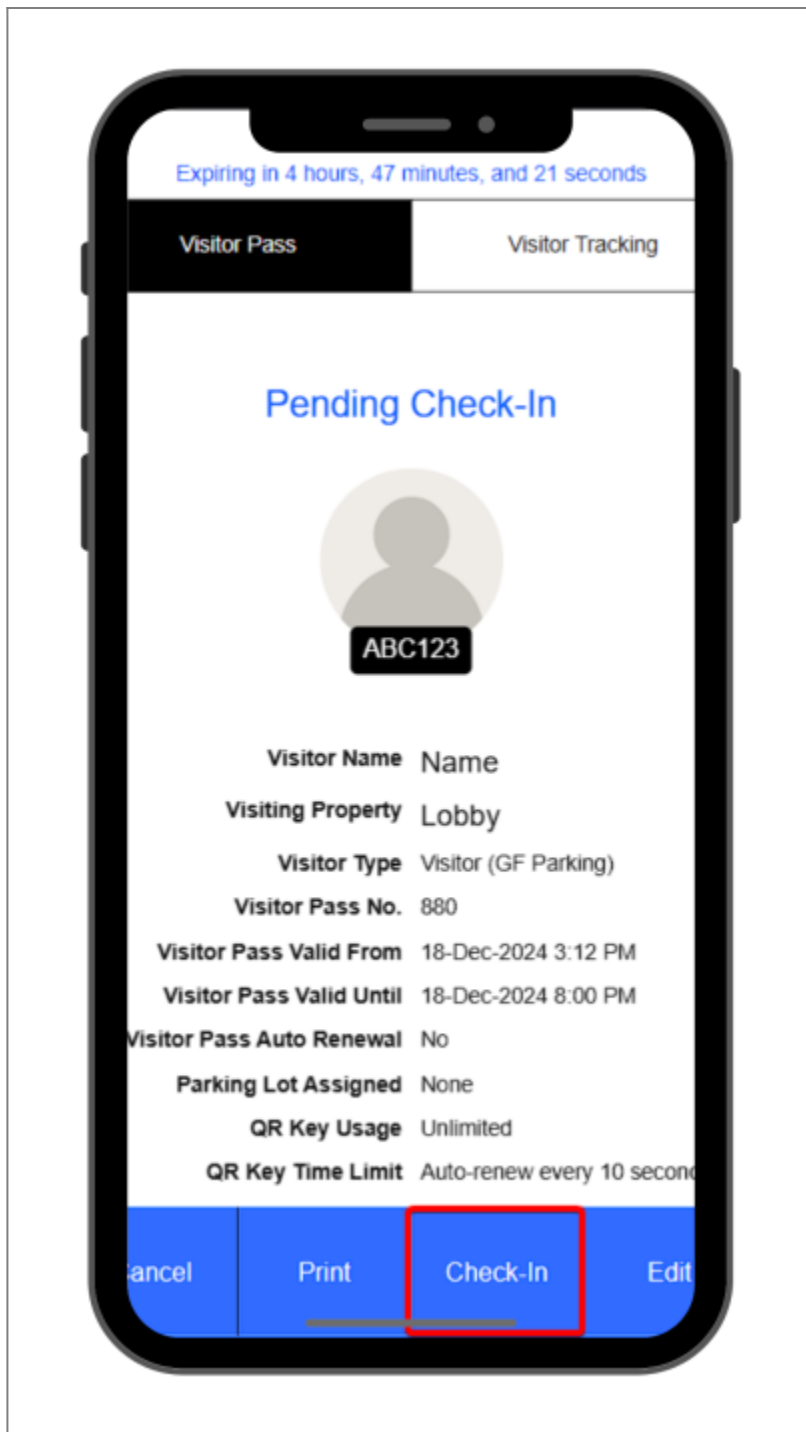 Expiring in 4 hours, 47 minutes, and 21 seconds
Visitor Pass Visitor Tracking
Pending Check-In
ABC123
Visitor Name Name
Visiting Property Lobby
Visitor Type Visitor (GF Parking)
Visitor Pass No. 880
Visitor Pass Valid From 18-Dec-2024 3:12 PM
Visitor Pass Valid Until 18-Dec-2024 8:00 PM
Visitor Pass Auto Renewal No
Parking Lot Assigned None
QR Key Usage Unlimited
QR Key Time Limit Auto-renew every 10 secon
ancel Print Check-In Edit